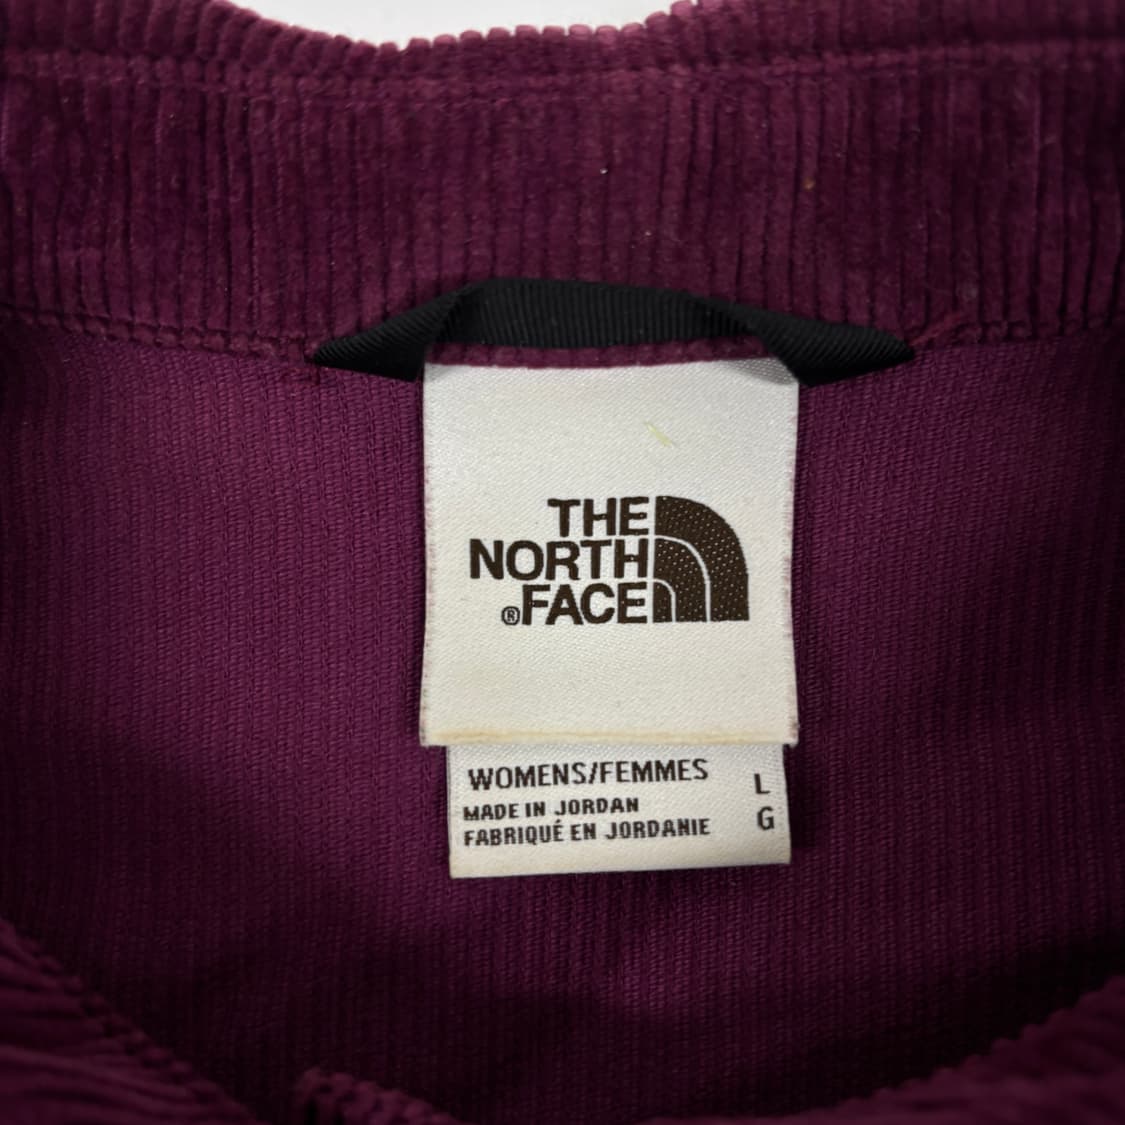 THE
NORTH
®FACE
WOMENS/FEMMES L
MADE IN JORDAN
FABRIQUÉ EN JORDANIE G